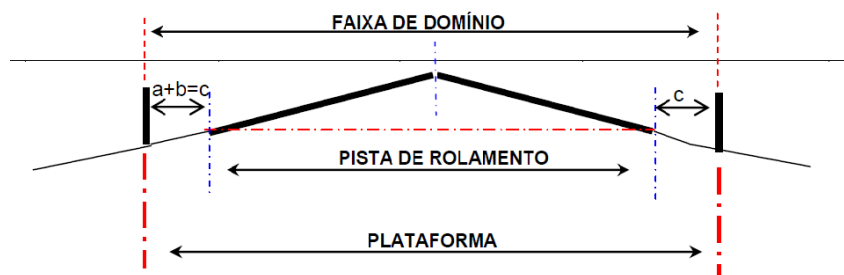 FAIXA DE DOMÍNIO
a+b=c
c
PISTA DE ROLAMENTO
PLATAFORMA